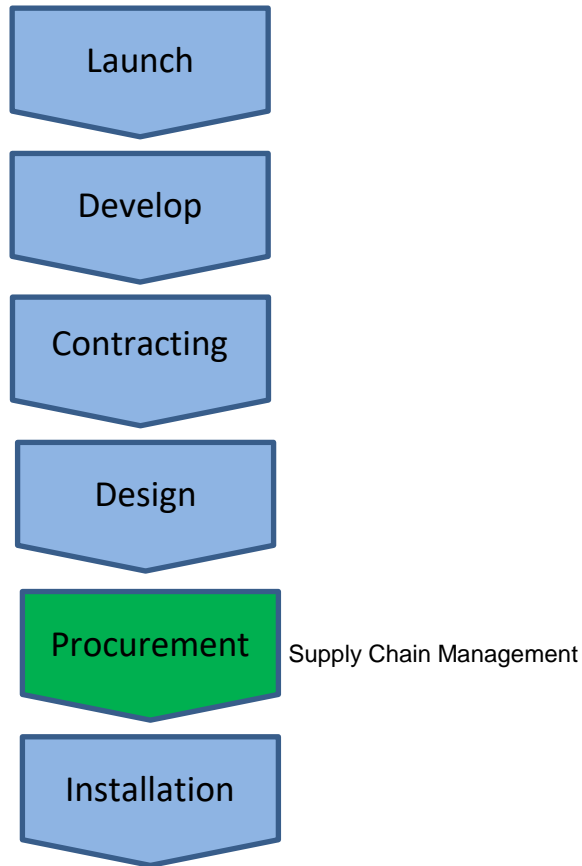 Launch
Develop
Contracting
Design
Procurement
Supply Chain Management
Installation